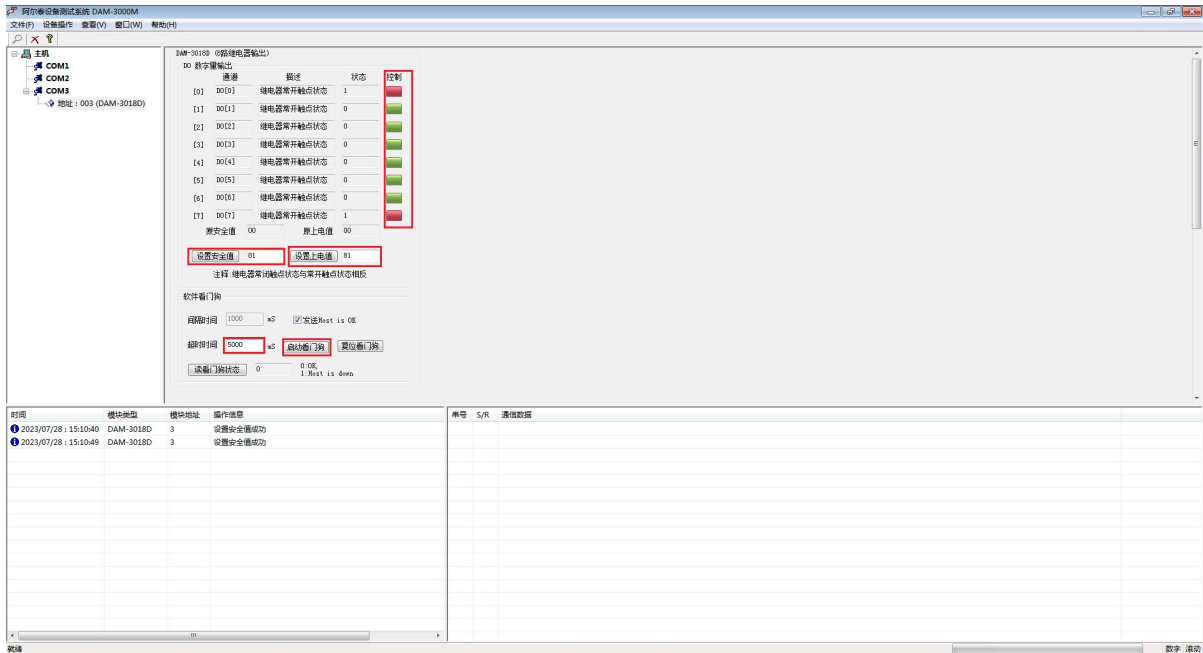 阿尔泰设备测试系统 DAM-3000M
文件(F) 设备操作 查看(V) 窗口(W) 帮助(H)
主机
COM1
COM2
COM3
地址：003 (DAM-3018D)
DAM-3018D (8路继电器输出)
DO 数字量输出
通道 描述 状态 控制
[0] DO[0] 继电器常开触点状态 1
[1] DO[1] 继电器常开触点状态 0
[2] DO[2] 继电器常开触点状态 0
[3] DO[3] 继电器常开触点状态 0
[4] DO[4] 继电器常开触点状态 0
[5] DO[5] 继电器常开触点状态 0
[6] DO[6] 继电器常开触点状态 0
[7] DO[7] 继电器常开触点状态 1
原安全值 00 原上电值 00
设置安全值 81 设置上电值 81
注释:继电器常闭触点状态与常开触点状态相反
软件看门狗
间隔时间 1000 mS 发送Host is OK
超时时间 5000 mS 启动看门狗 复位看门狗
读看门狗状态 0 0:OK,
1:Host is down
时间 模块类型 模块地址 操作信息
2023/07/28：15:10:40 DAM-3018D 3 设置安全值成功
2023/07/28：15:10:49 DAM-3018D 3 设置安全值成功
串号 S/R 通信数据
就绪
数字 滚动